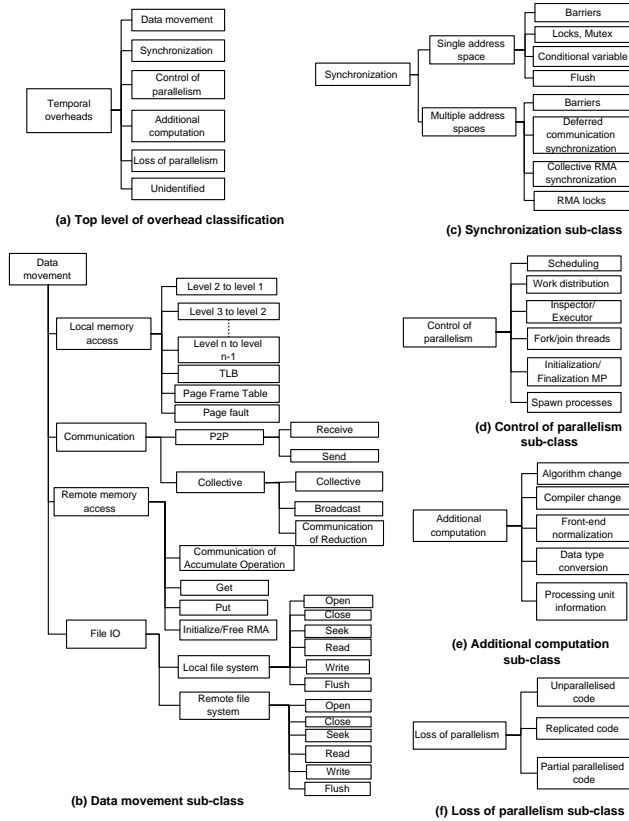 Temporal
overheads
Data movement
Synchronization
Control of
parallelism
Additional
computation
Loss of parallelism
Unidentified
(a) Top level of overhead classification
Synchronization
Single address
space
Barriers
Locks, Mutex
Conditional variable
Flush
Multiple address
spaces
Barriers
Deferred
communication
synchronization
Collective RMA
synchronization
RMA locks
(c) Synchronization sub-class
Data
movement
Local memory
access
Level 2 to level 1
Level 3 to level 2
Level n to level
n-1
TLB
Page Frame Table
Page fault
Communication
P2P
Receive
Send
Collective
Collective
Broadcast
Communication
of Reduction
Remote memory
access
Communication of
Accumulate Operation
Get
Put
Initialize/Free RMA
File IO
Local file system
Open
Close
Seek
Read
Write
Flush
Remote file
system
Open
Close
Seek
Read
Write
Flush
(b) Data movement sub-class
Control of
parallelism
Scheduling
Work distribution
Inspector/
Executor
Fork/join threads
Initialization/
Finalization MP
Spawn processes
(d) Control of parallelism
sub-class
Additional
computation
Algorithm change
Compiler change
Front-end
normalization
Data type
conversion
Processing unit
information
(e) Additional computation
sub-class
Loss of parallelism
Unparallelised
code
Replicated code
Partial parallelised
code
(f) Loss of parallelism sub-class